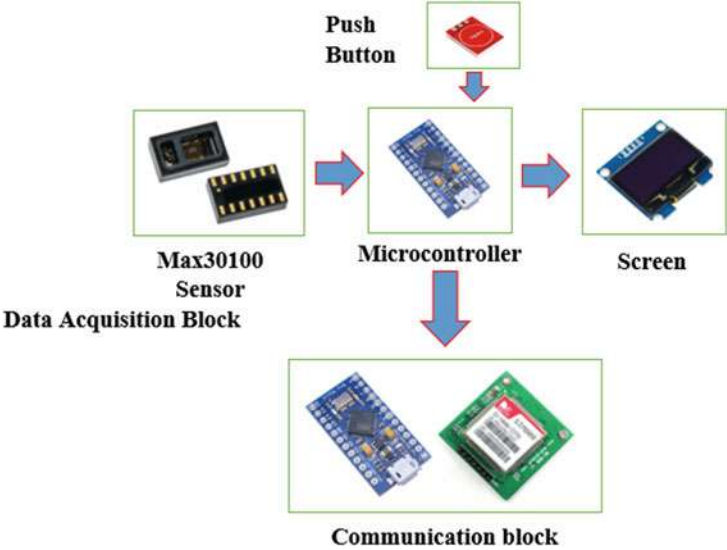 Push
Button
Max30100
Sensor
Data Acquisition Block
Microcontroller
Screen
Communication block